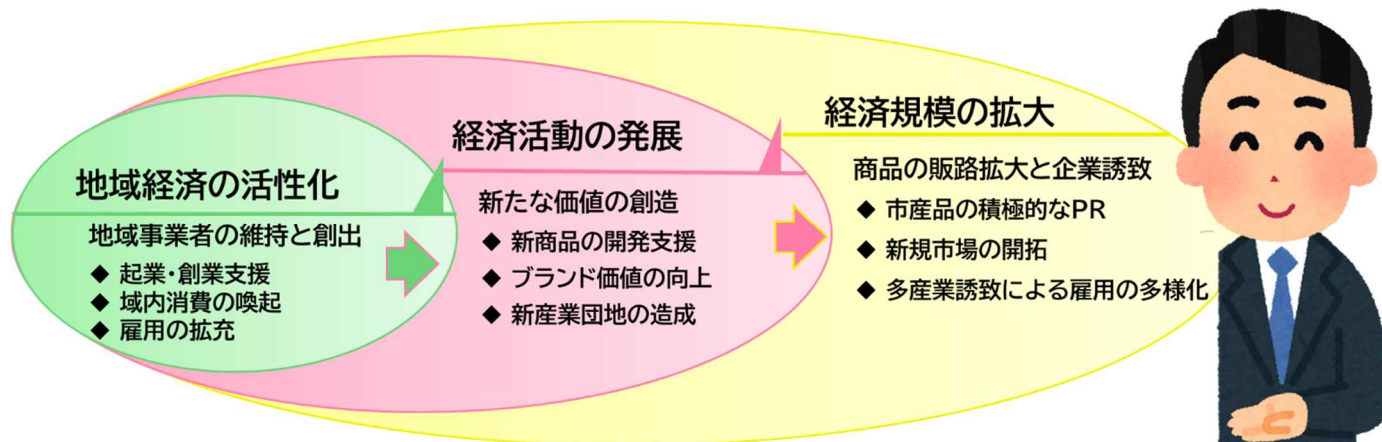 地域経済の活性化
地域事業者の維持と創出
◆ 起業・創業支援
◆ 域内消費の喚起
◆ 雇用の拡充
経済活動の発展
新たな価値の創造
◆ 新商品の開発支援
◆ ブランド価値の向上
◆ 新産業団地の造成
経済規模の拡大
商品の販路拡大と企業誘致
◆ 市産品の積極的なPR
◆ 新規市場の開拓
◆ 多産業誘致による雇用の多様化